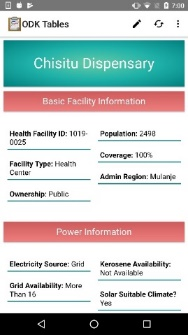 7:00
ODK Tables
Chisitu Dispensary
Basic Facility Information
Health Facility ID: 1019-
0025
Facility Type: Health
Center
Ownership: Public
Population: 2498
Coverage: 100%
Admin Region: Mulanje
Power Information
Electricity Source: Grid
Grid Availability: More
Than 16
Kerosene Availability:
Not Available
Solar Suitable Climate?
Yes